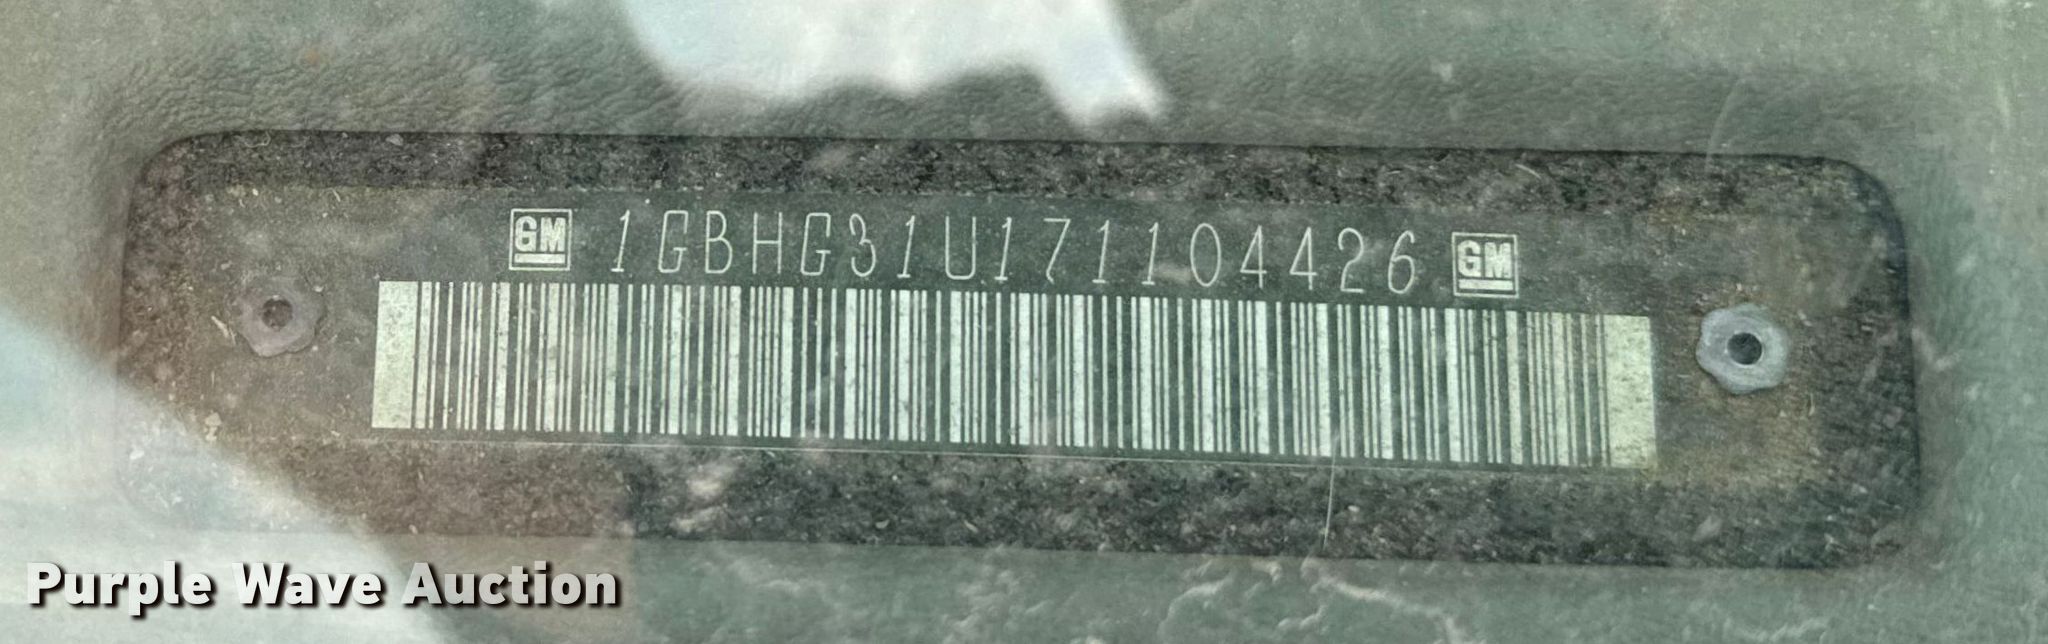 GM 1GBHG31U171104426 GM
Purple Wave Auction